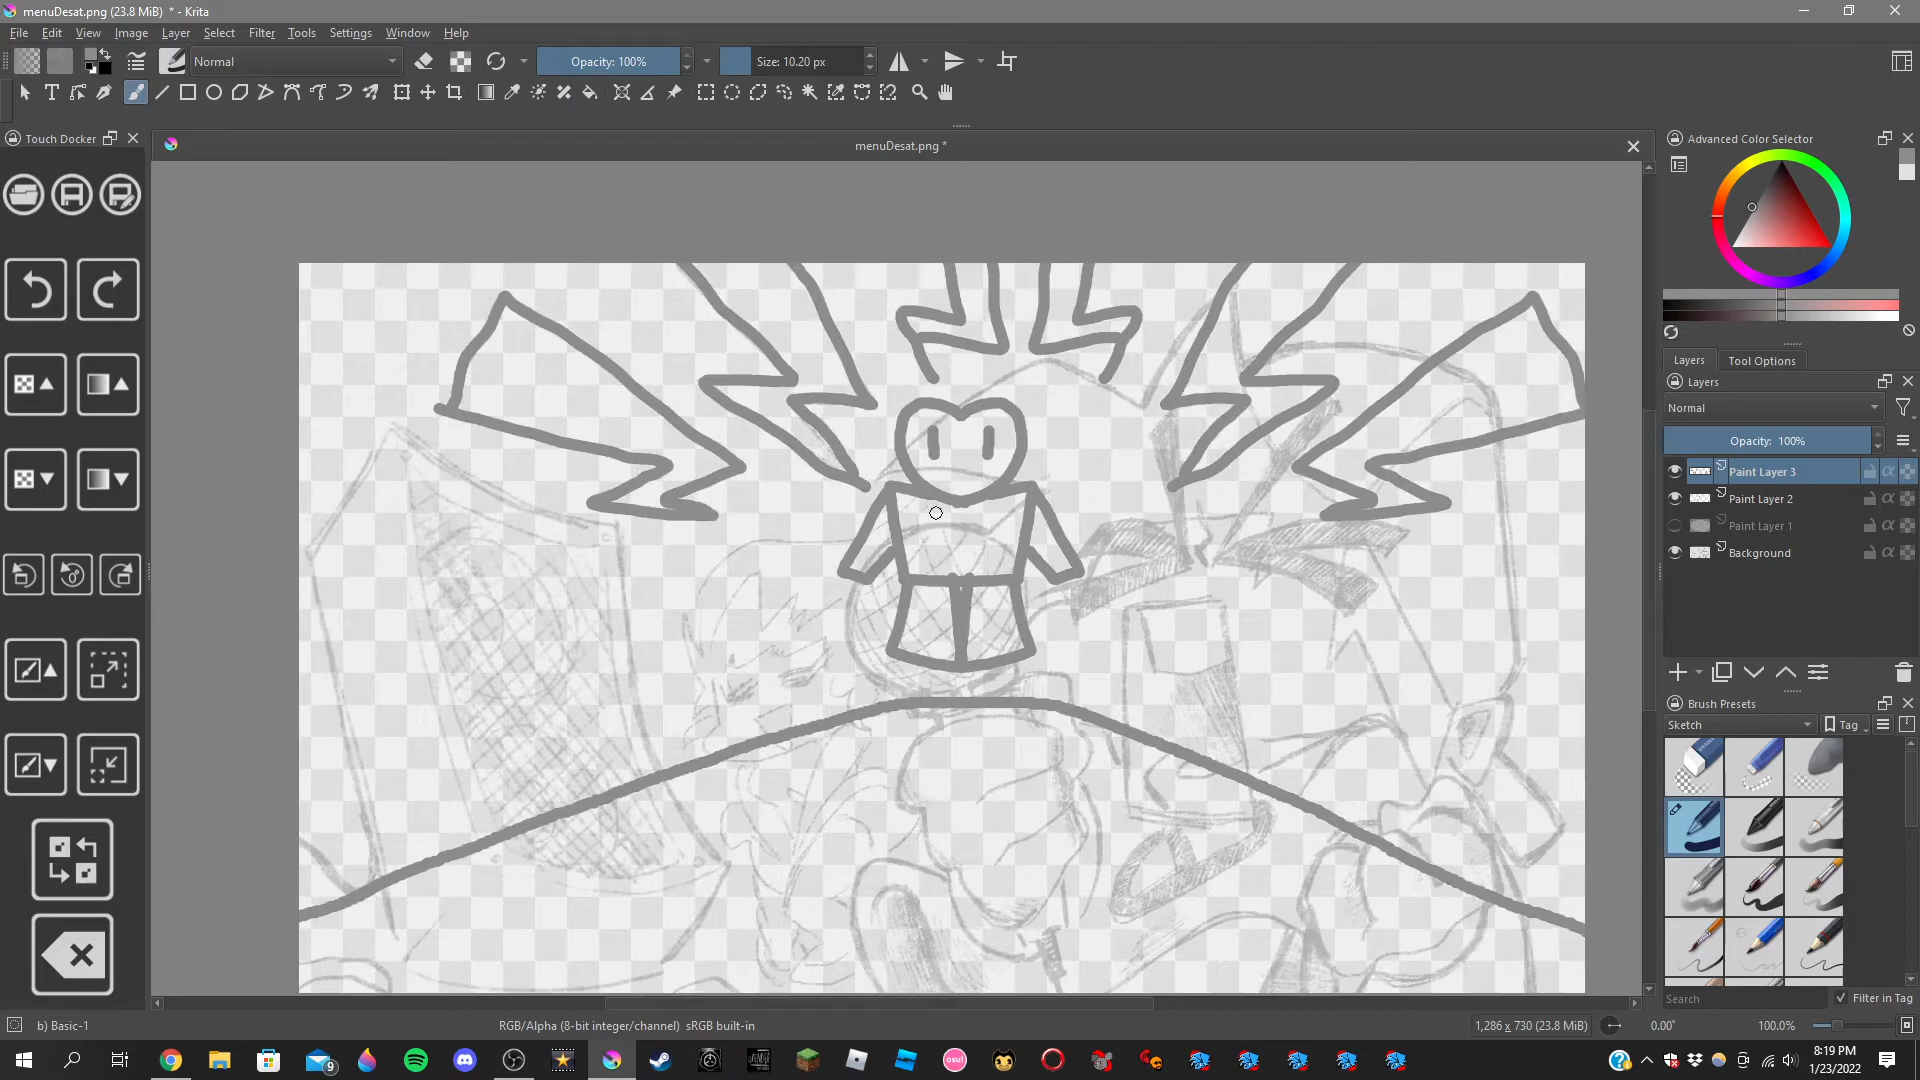 menuDesat.png (23.8 MiB)  * - Krita
File Edit View Image Layer Select Filter Tools Settings Window Help
Normal Opacity: 100% Size: 10.20 px
Touch Docker
menuDesat.png *
Advanced Color Selector
Layers Tool Options
Layers
Normal
Opacity:  100%
Paint Layer 3
Paint Layer 2
Paint Layer 1
Background
Brush Presets
Sketch Tag
Search Filter in Tag
b) Basic-1 RGB/Alpha (8-bit integer/channel)  sRGB built-in 1,286 x 730 (23.8 MiB) 0.00° 100.0%
9
osu!
8:19 PM
1/23/2022